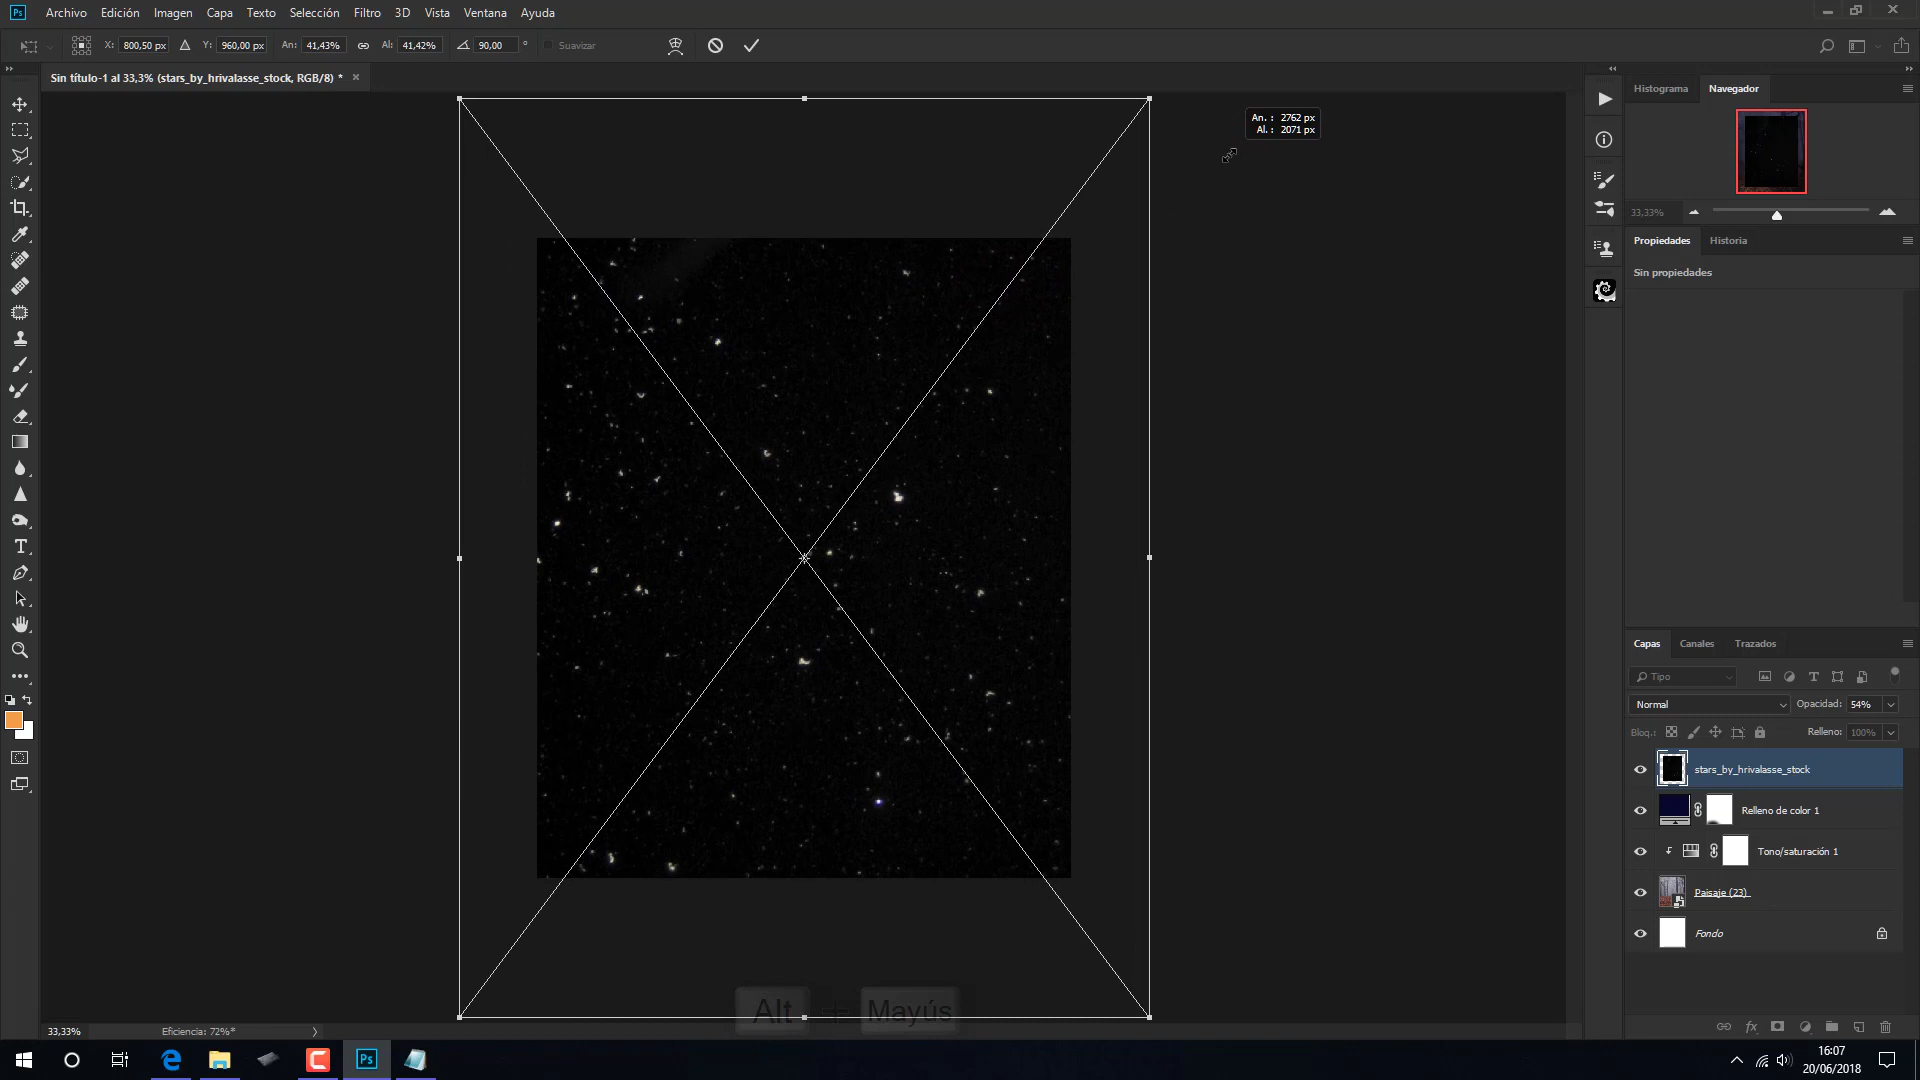 Ps Archivo Edición Imagen Capa Texto Selección Filtro 3D Vista Ventana Ayuda
X: 800,50 px Y: 960,00 px An: 41,43% Al: 41,42% 90,00 ° Suavizar
Sin título-1 al 33,3% (stars_by_hrivalasse_stock, RGB/8) * ×
Histograma Navegador
An. : 2762 px
Al. : 2071 px
33,33%
Propiedades Historia
Sin propiedades
Capas Canales Trazados
Tipo
Normal Opacidad: 54%
Bloq.: Relleno: 100%
stars_by_hrivalasse_stock
Relleno de color 1
Tono/saturación 1
Paisaje (23)
Fondo
Alt + Mayús
33,33% Eficiencia: 72%*
fx
Ps
16:07
20/06/2018